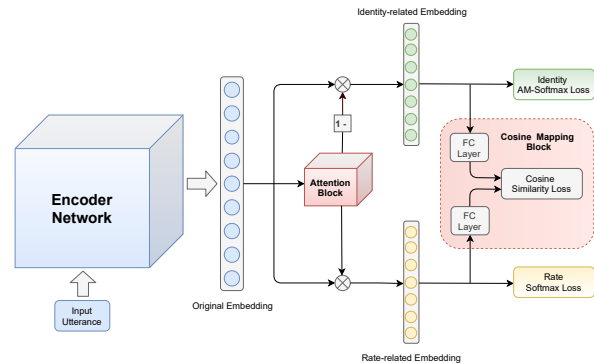 Identity-related Embedding
Identity
AM-Softmax Loss
1 -
Cosine Mapping
Block
FC
Layer
Encoder
Network
Attention
Block
Cosine
Similarity Loss
FC
Layer
Input
Utterance
Original Embedding
Rate
Softmax Loss
Rate-related Embedding